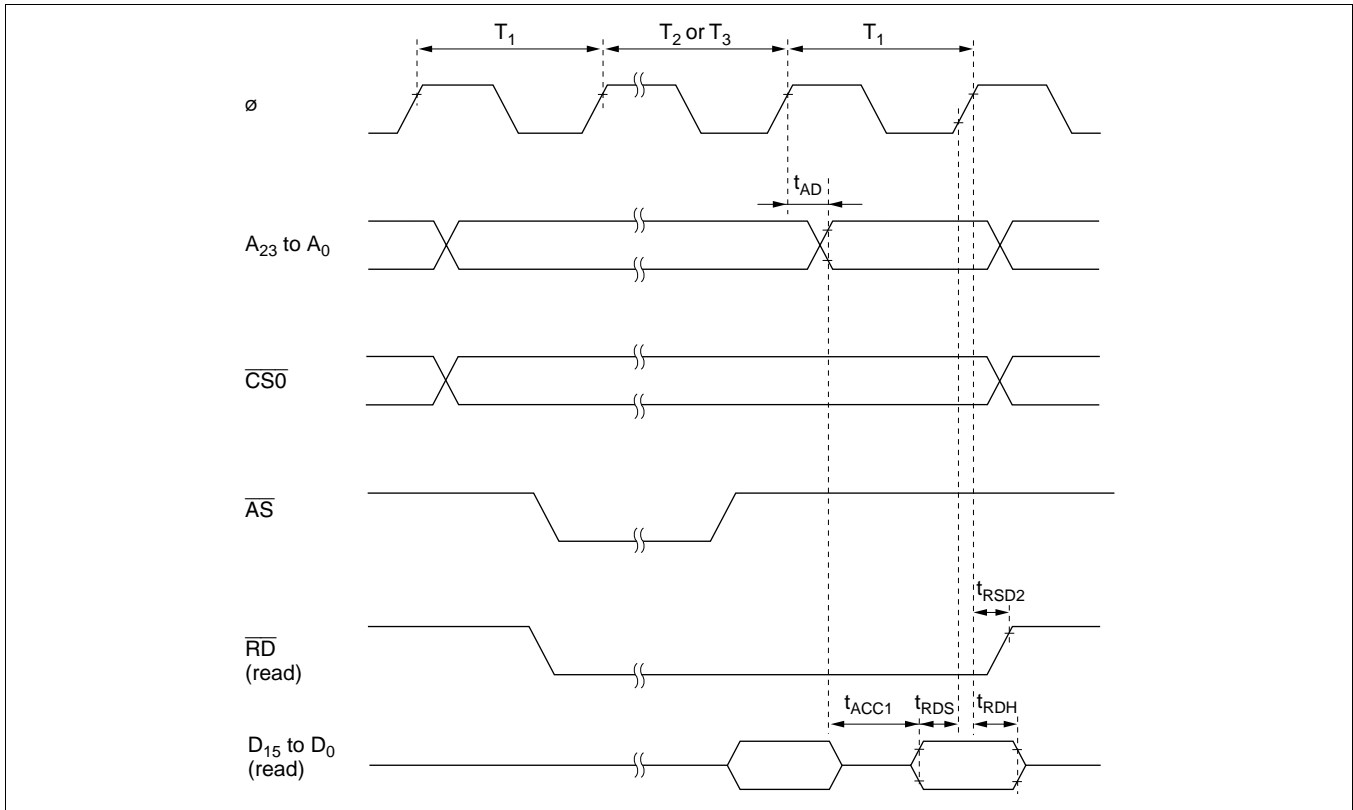 T1 T2 or T3 T1
ø
tAD
A23 to A0
CS0
AS
tRSD2
RD
(read)
tACC1 tRDS tRDH
D15 to D0
(read)